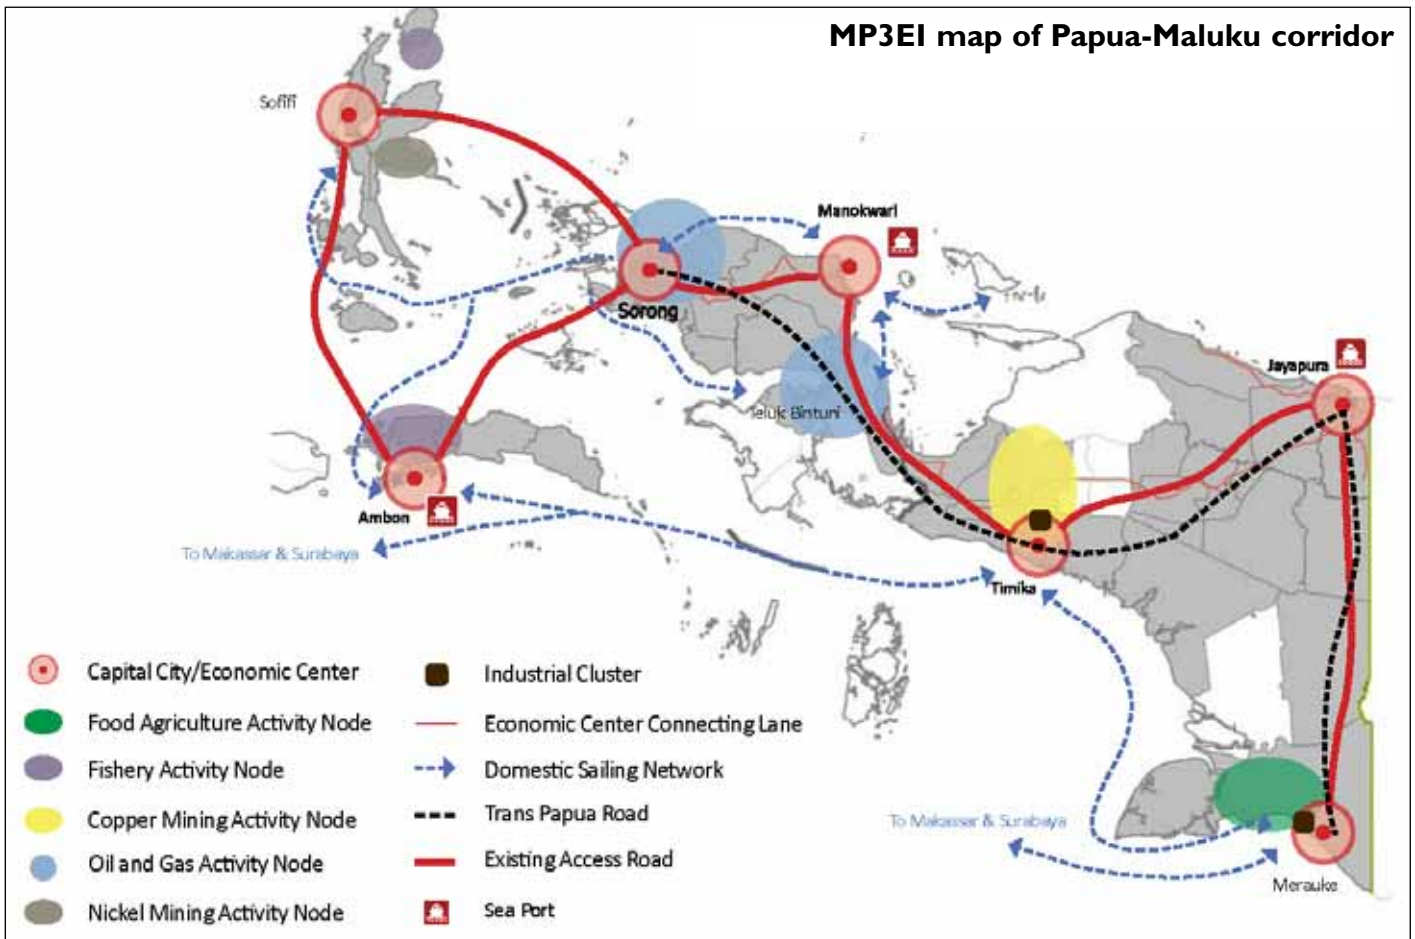 MP3EI map of Papua-Maluku corridor
Sofifi
Manokwari
Sorong
Jayapura
Teluk Bintuni
Ambon
To Makassar & Surabaya
Timika
Capital City/Economic Center
Food Agriculture Activity Node
Fishery Activity Node
Copper Mining Activity Node
Oil and Gas Activity Node
Nickel Mining Activity Node
Industrial Cluster
Economic Center Connecting Lane
Domestic Sailing Network
Trans Papua Road
Existing Access Road
Sea Port
To Makassar & Surabaya
Merauke